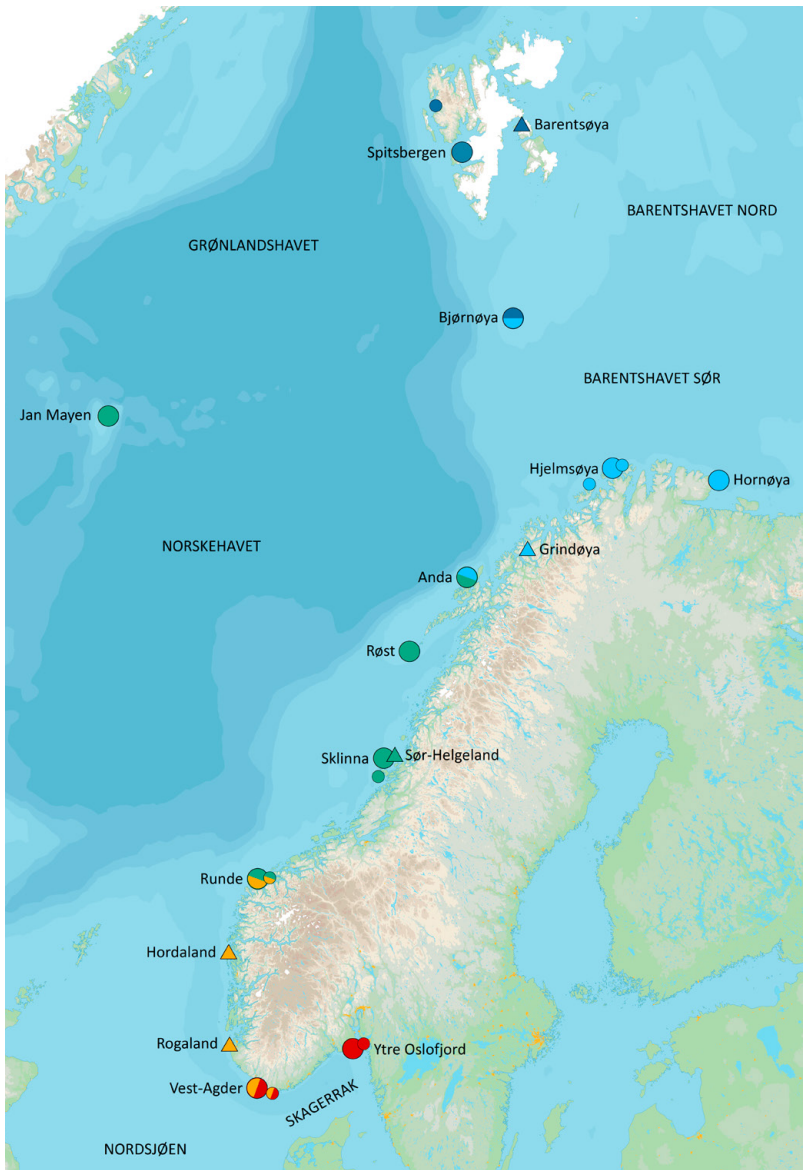 Barentsøya
Spitsbergen
BARENTSHAVET NORD
GRØNLANDSHAVET
Bjørnøya
BARENTSHAVET SØR
Jan Mayen
Hjelmsøya
Hornøya
NORSKEHAVET
Grindøya
Anda
Røst
Sklinna
Sør-Helgeland
Runde
Hordaland
Rogaland
Ytre Oslofjord
Vest-Agder
SKAGERRAK
NORDSJØEN